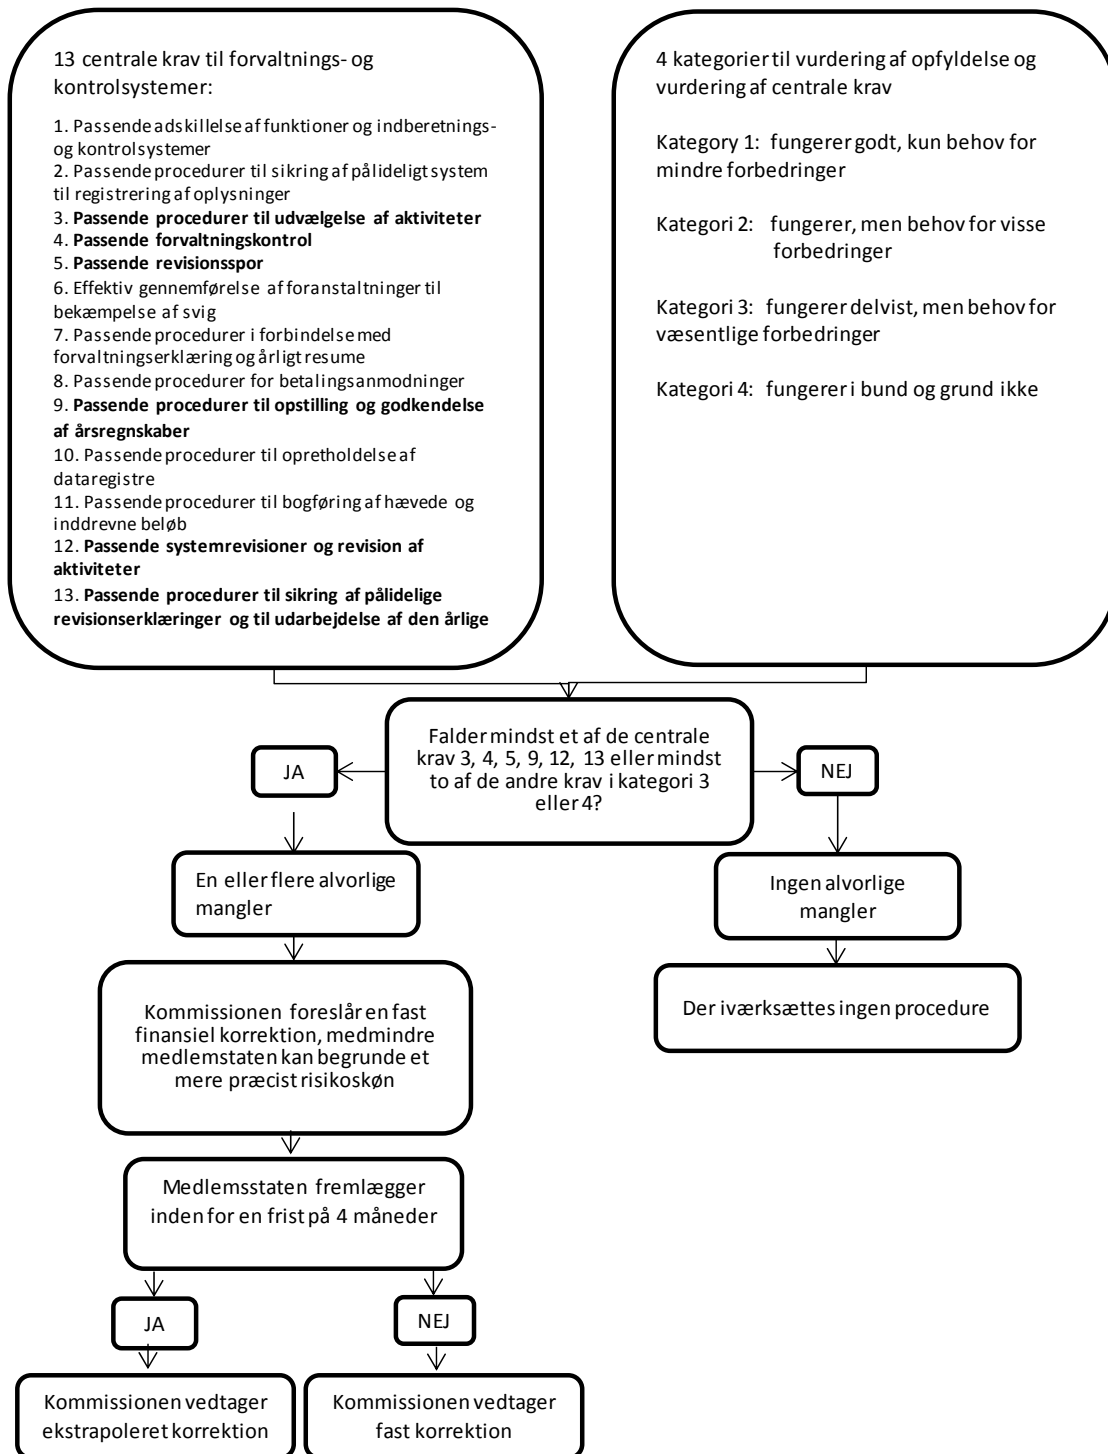 13 centrale krav til forvaltnings- og
kontrolsystemer:
1. Passende adskillelse af funktioner og indberetnings-
og kontrolsystemer
2. Passende procedurer til sikring af pålideligt system
til registrering af oplysninger
3. Passende procedurer til udvælgelse af aktiviteter
4. Passende forvaltningskontrol
5. Passende revisionsspor
6. Effektiv gennemførelse af foranstaltninger til
bekæmpelse af svig
7. Passende procedurer i forbindelse med
forvaltningserklæring og årligt resume
8. Passende procedurer for betalingsanmodninger
9. Passende procedurer til opstilling og godkendelse
af årsregnskaber
10. Passende procedurer til opretholdelse af
dataregistre
11. Passende procedurer til bogføring af hævede og
inddrevne beløb
12. Passende systemrevisioner og revision af
aktiviteter
13. Passende procedurer til sikring af pålidelige
revisionserklæringer og til udarbejdelse af den årlige
4 kategorier til vurdering af opfyldelse og
vurdering af centrale krav
Kategory 1: fungerer godt, kun behov for
mindre forbedringer
Kategori 2: fungerer, men behov for visse
forbedringer
Kategori 3: fungerer delvist, men behov for
væsentlige forbedringer
Kategori 4: fungerer i bund og grund ikke
Falder mindst et af de centrale
krav 3, 4, 5, 9, 12, 13 eller mindst
to af de andre krav i kategori 3
eller 4?
JA
NEJ
En eller flere alvorlige
mangler
Ingen alvorlige
mangler
Kommissionen foreslår en fast
finansiel korrektion, medmindre
medlemstaten kan begrunde et
mere præcist risikoskøn
Der iværksættes ingen procedure
Medlemsstaten fremlægger
inden for en frist på 4 måneder
JA
NEJ
Kommissionen vedtager
ekstrapoleret korrektion
Kommissionen vedtager
fast korrektion